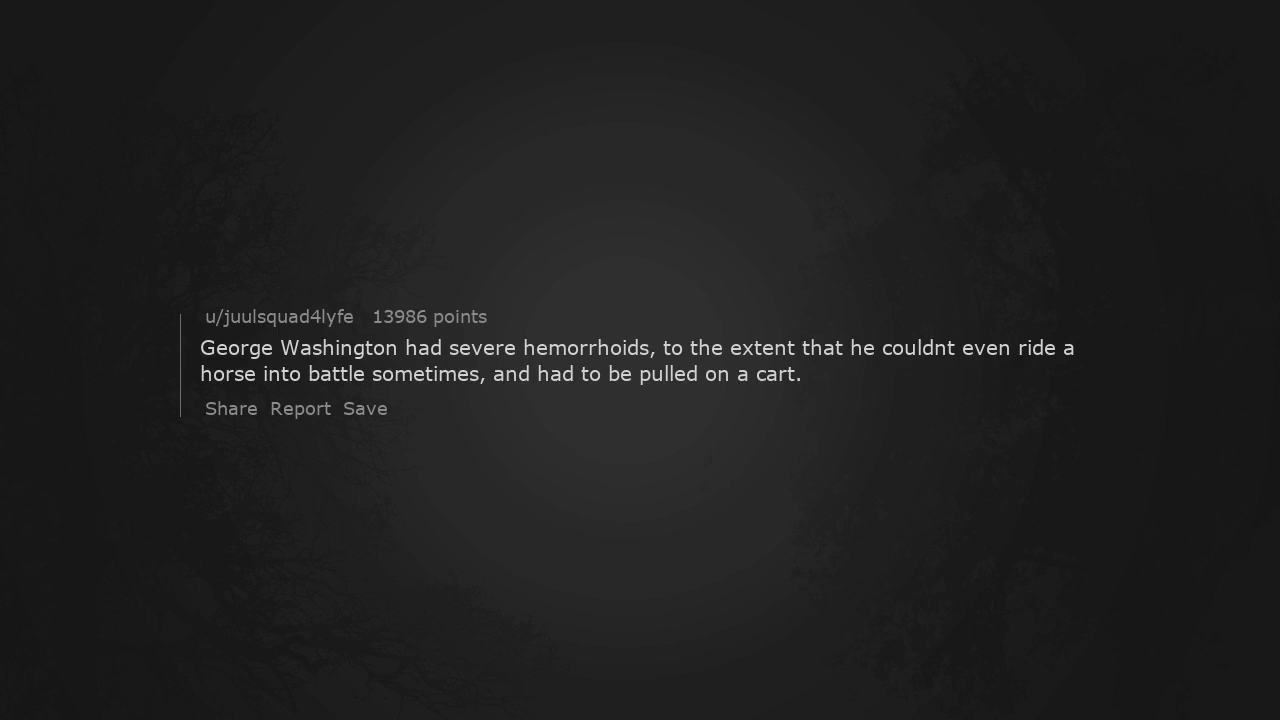 u/juulsquad4lyfe 13986 points
George Washington had severe hemorrhoids, to the extent that he couldnt even ride a
horse into battle sometimes, and had to be pulled on a cart.
Share Report Save